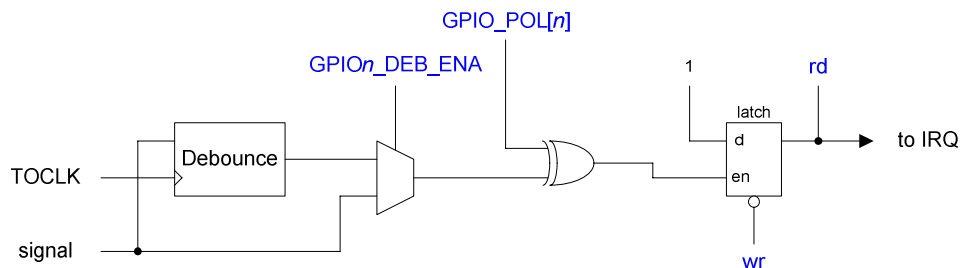 GPIO_POL[n]
GPIOn_DEB_ENA
1
rd
latch
Debounce
d
to IRQ
TOCLK
en
signal
wr